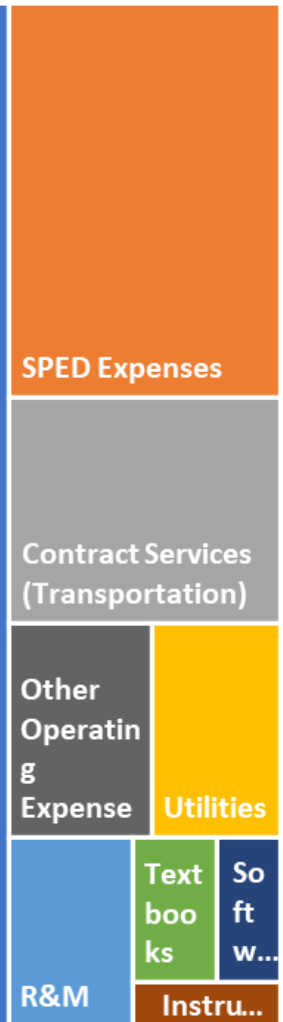 SPED Expenses
Contract Services
(Transportation)
Other
Operatin
g
Expense
Utilities
R&M
Text
boo
ks
So
ft
w...
Instru...